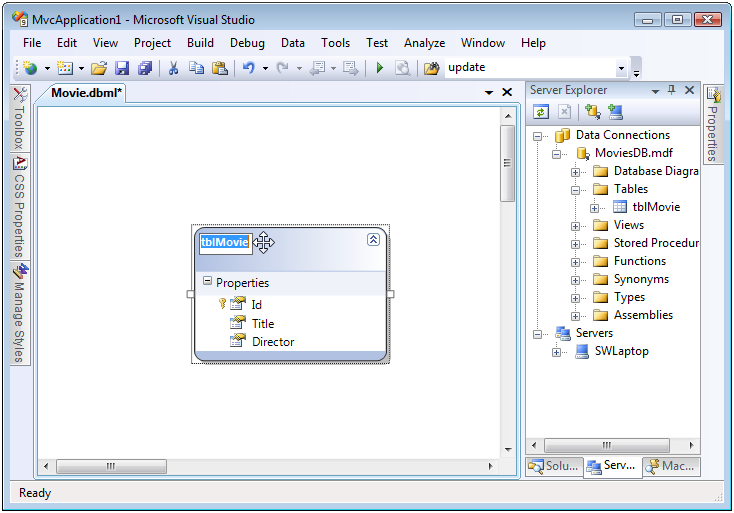 MvcApplication1 - Microsoft Visual Studio
File Edit View Project Build Debug Data Tools Test Analyze Window Help
update
Movie.dbml*
Toolbox
CSS Properties
Manage Styles
tblMovie
Properties
Id
Title
Director
Server Explorer
Data Connections
MoviesDB.mdf
Database Diagra
Tables
tblMovie
Views
Stored Procedur
Functions
Synonyms
Types
Assemblies
Servers
SWLaptop
Solu... Serv... Mac...
Properties
Ready